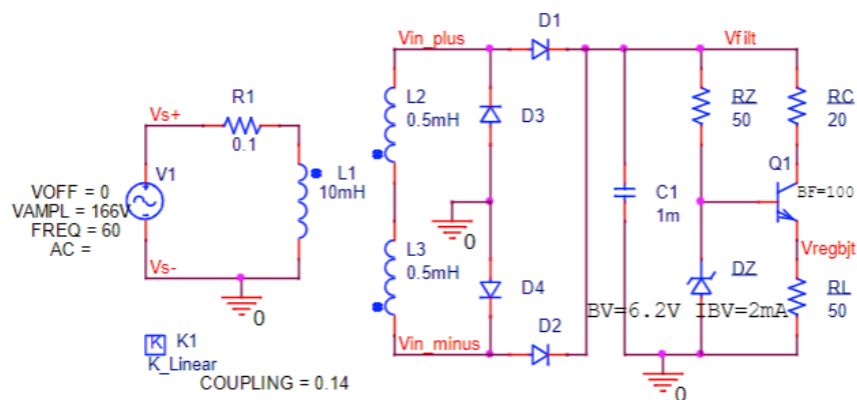 D1
Vin_plus
Vfilt
R1
Vs+
0.1
L2
0.5mH
D3
RZ
50
RC
20
V1
L1
10mH
Q1
BF=100
VOFF = 0
VAMPL = 166V
FREQ = 60
AC =
C1
1m
0
L3
0.5mH
Vregbjt
Vs-
D4
DZ
RL
50
BV=6.2V IBV=2mA
0
Vin_minus
D2
K K1
K_Linear
COUPLING = 0.14
0